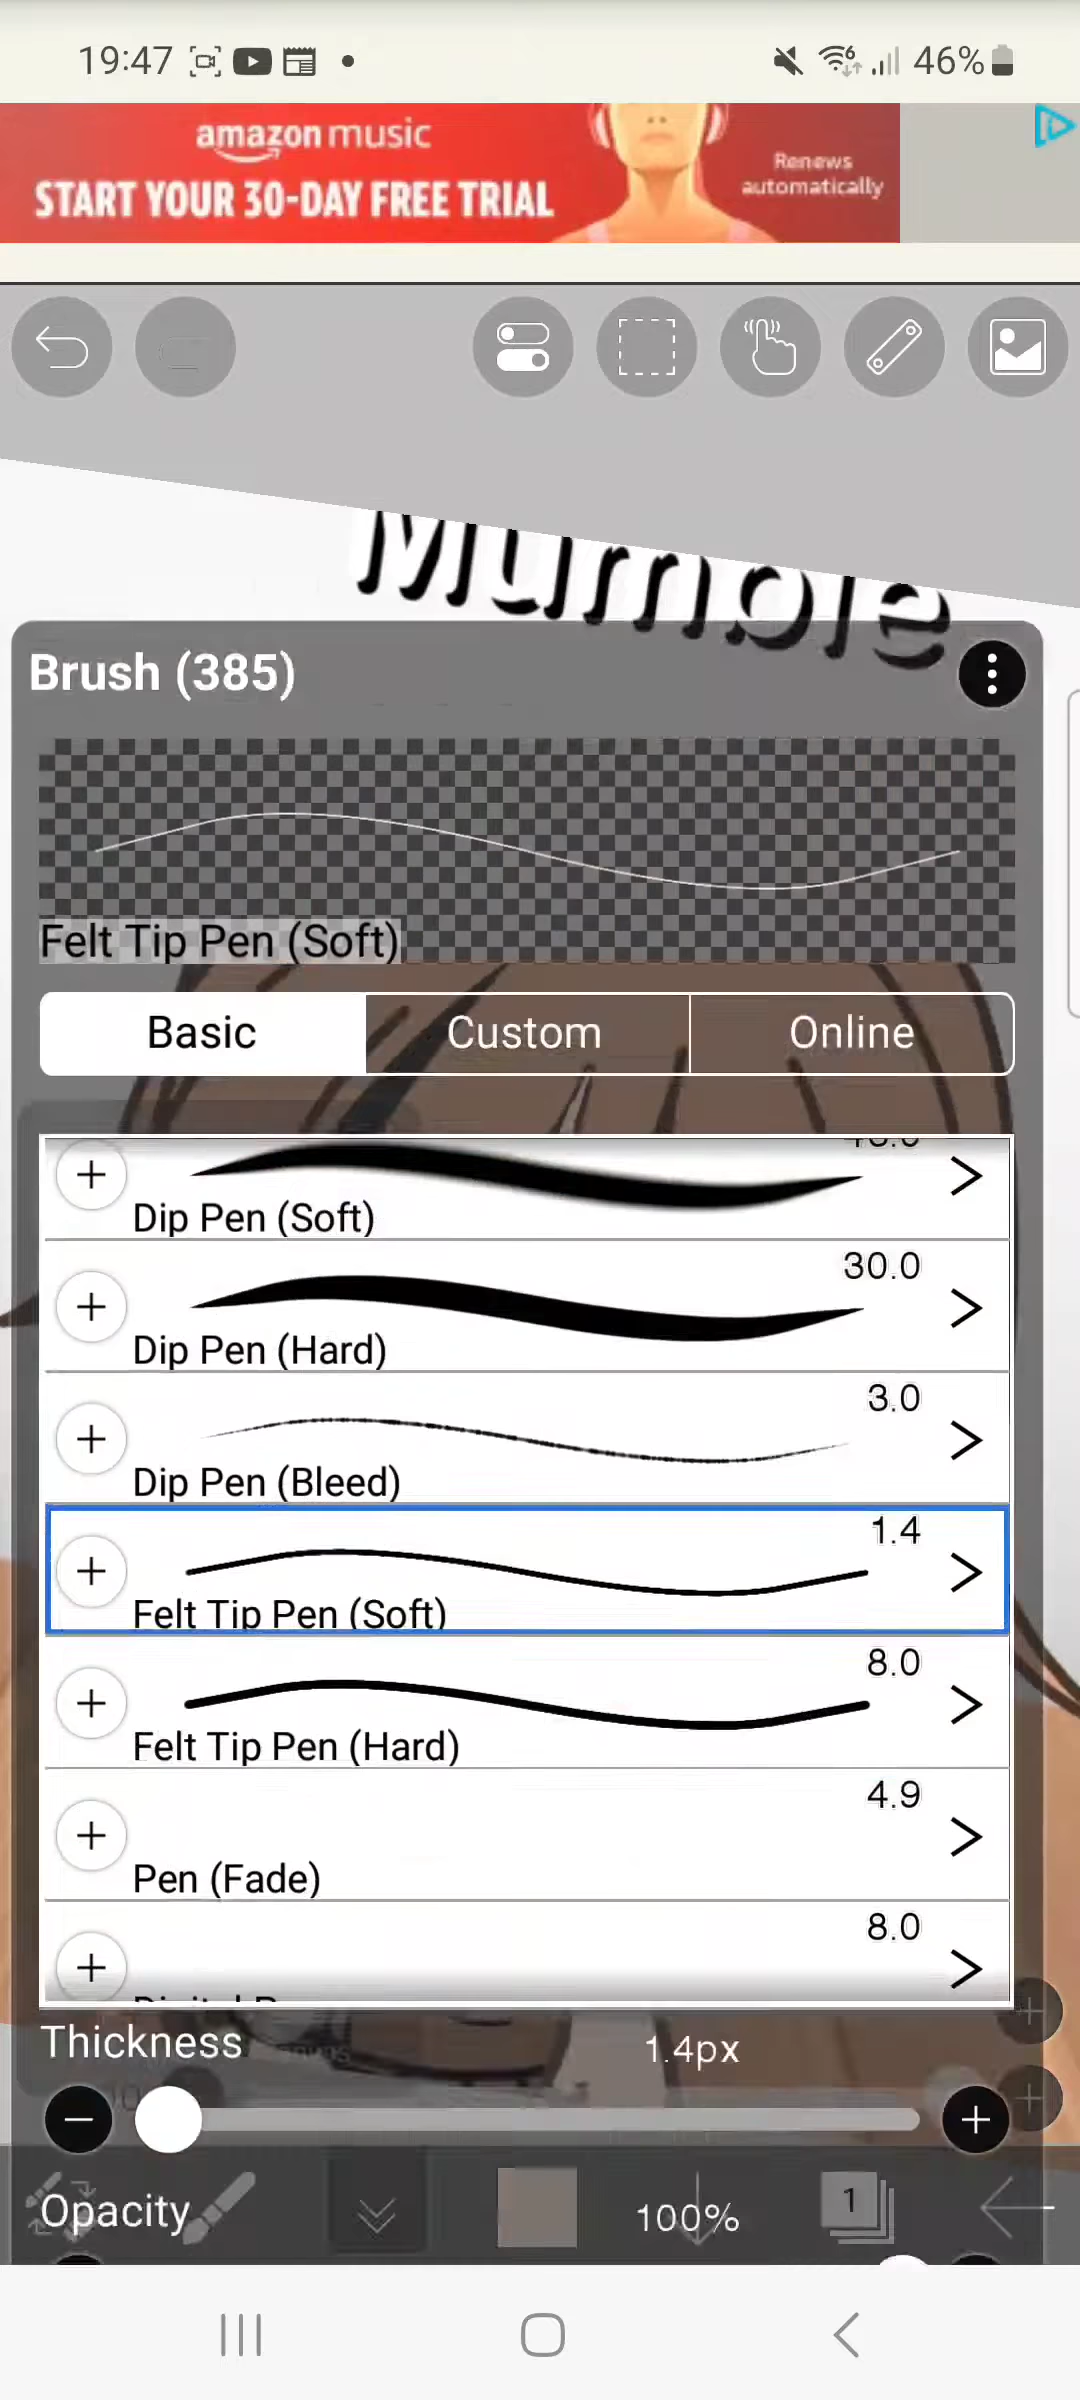 19:47
46%
amazon music
START YOUR 30-DAY FREE TRIAL
Renews
automatically
Mumble
Brush (385)
Felt Tip Pen (Soft)
Basic
Custom
Online
Dip Pen (Soft)
30.0
Dip Pen (Hard)
3.0
Dip Pen (Bleed)
1.4
Felt Tip Pen (Soft)
8.0
Felt Tip Pen (Hard)
4.9
Pen (Fade)
8.0
Thickness
1.4px
Opacity
100%
1